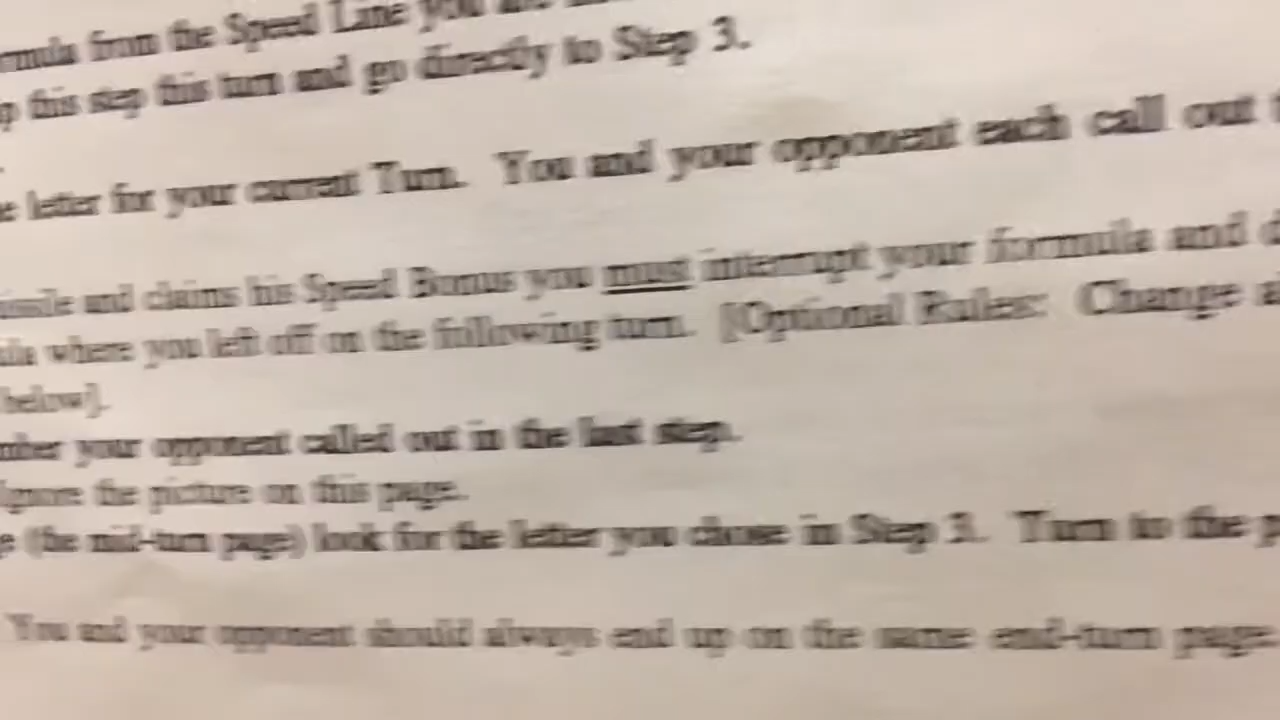 from the Speed Lane you are
this step this turn and go directly to Step 3.
letter for your current Turn. You and your opponent each call out
and claims his Speed Bonus you must interrupt your formula and
where you left off on the following turn. [Optional Rules: Change
below].
your opponent called out in the last step.
Ignore the picture on this page.
(the mid-turn page) look for the letter you chose in Step 3. Turn to the
You and your opponent should always end up on the same end-turn page